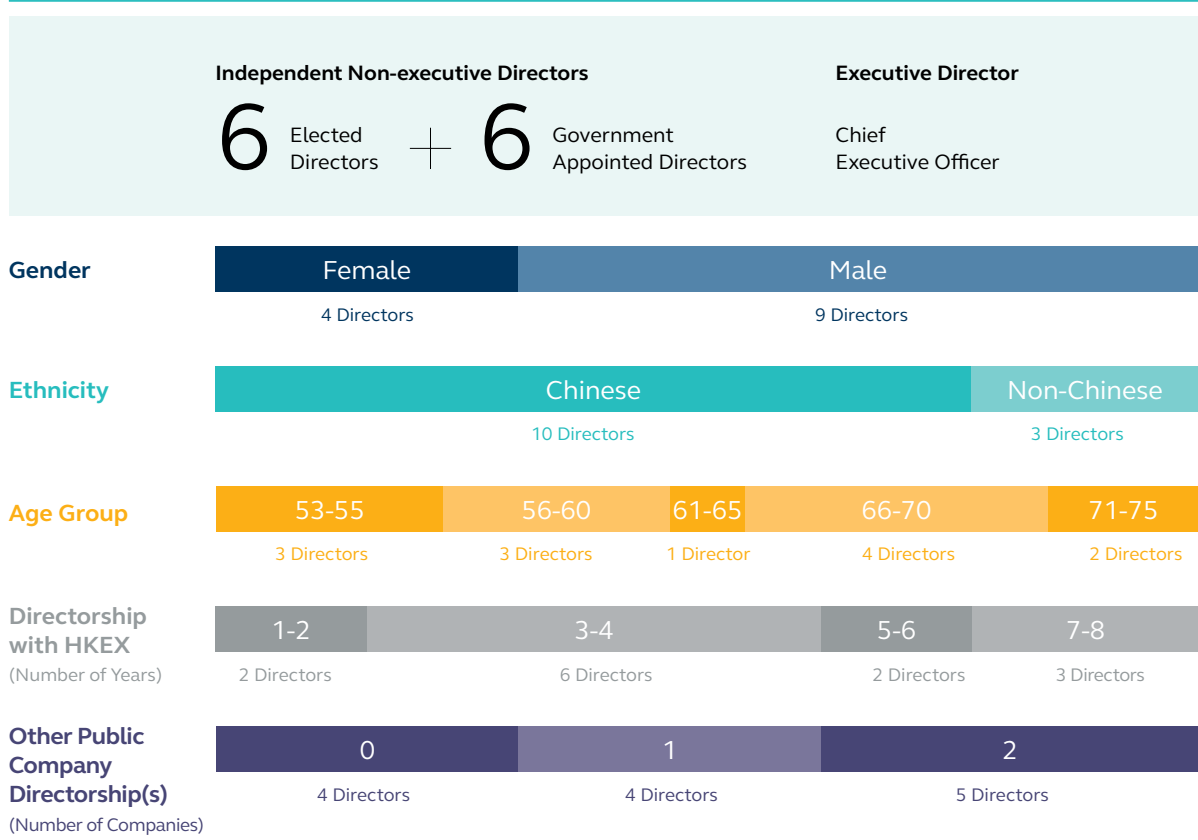 Independent Non-executive Directors
Executive Director
6 Elected Directors + 6 Government Appointed Directors
Chief Executive Officer
Gender
Female
Male
4 Directors
9 Directors
Ethnicity
Chinese
Non-Chinese
10 Directors
3 Directors
Age Group
53-55
56-60
61-65
66-70
71-75
3 Directors
3 Directors
1 Director
4 Directors
2 Directors
Directorship
with HKEX
(Number of Years)
1-2
3-4
5-6
7-8
2 Directors
6 Directors
2 Directors
3 Directors
Other Public
Company
Directorship(s)
(Number of Companies)
0
1
2
4 Directors
4 Directors
5 Directors